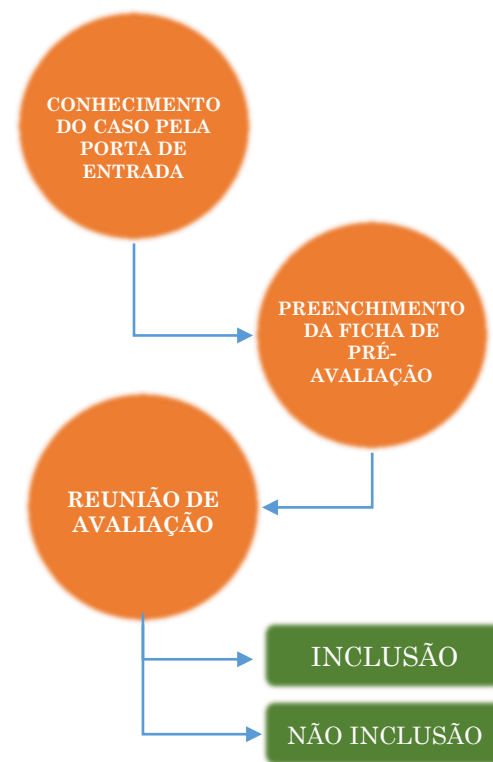 CONHECIMENTO
DO CASO PELA
PORTA DE
ENTRADA
PREENCHIMENTO
DA FICHA DE
PRÉ-
AVALIAÇÃO
REUNIÃO DE
AVALIAÇÃO
INCLUSÃO
NÃO INCLUSÃO